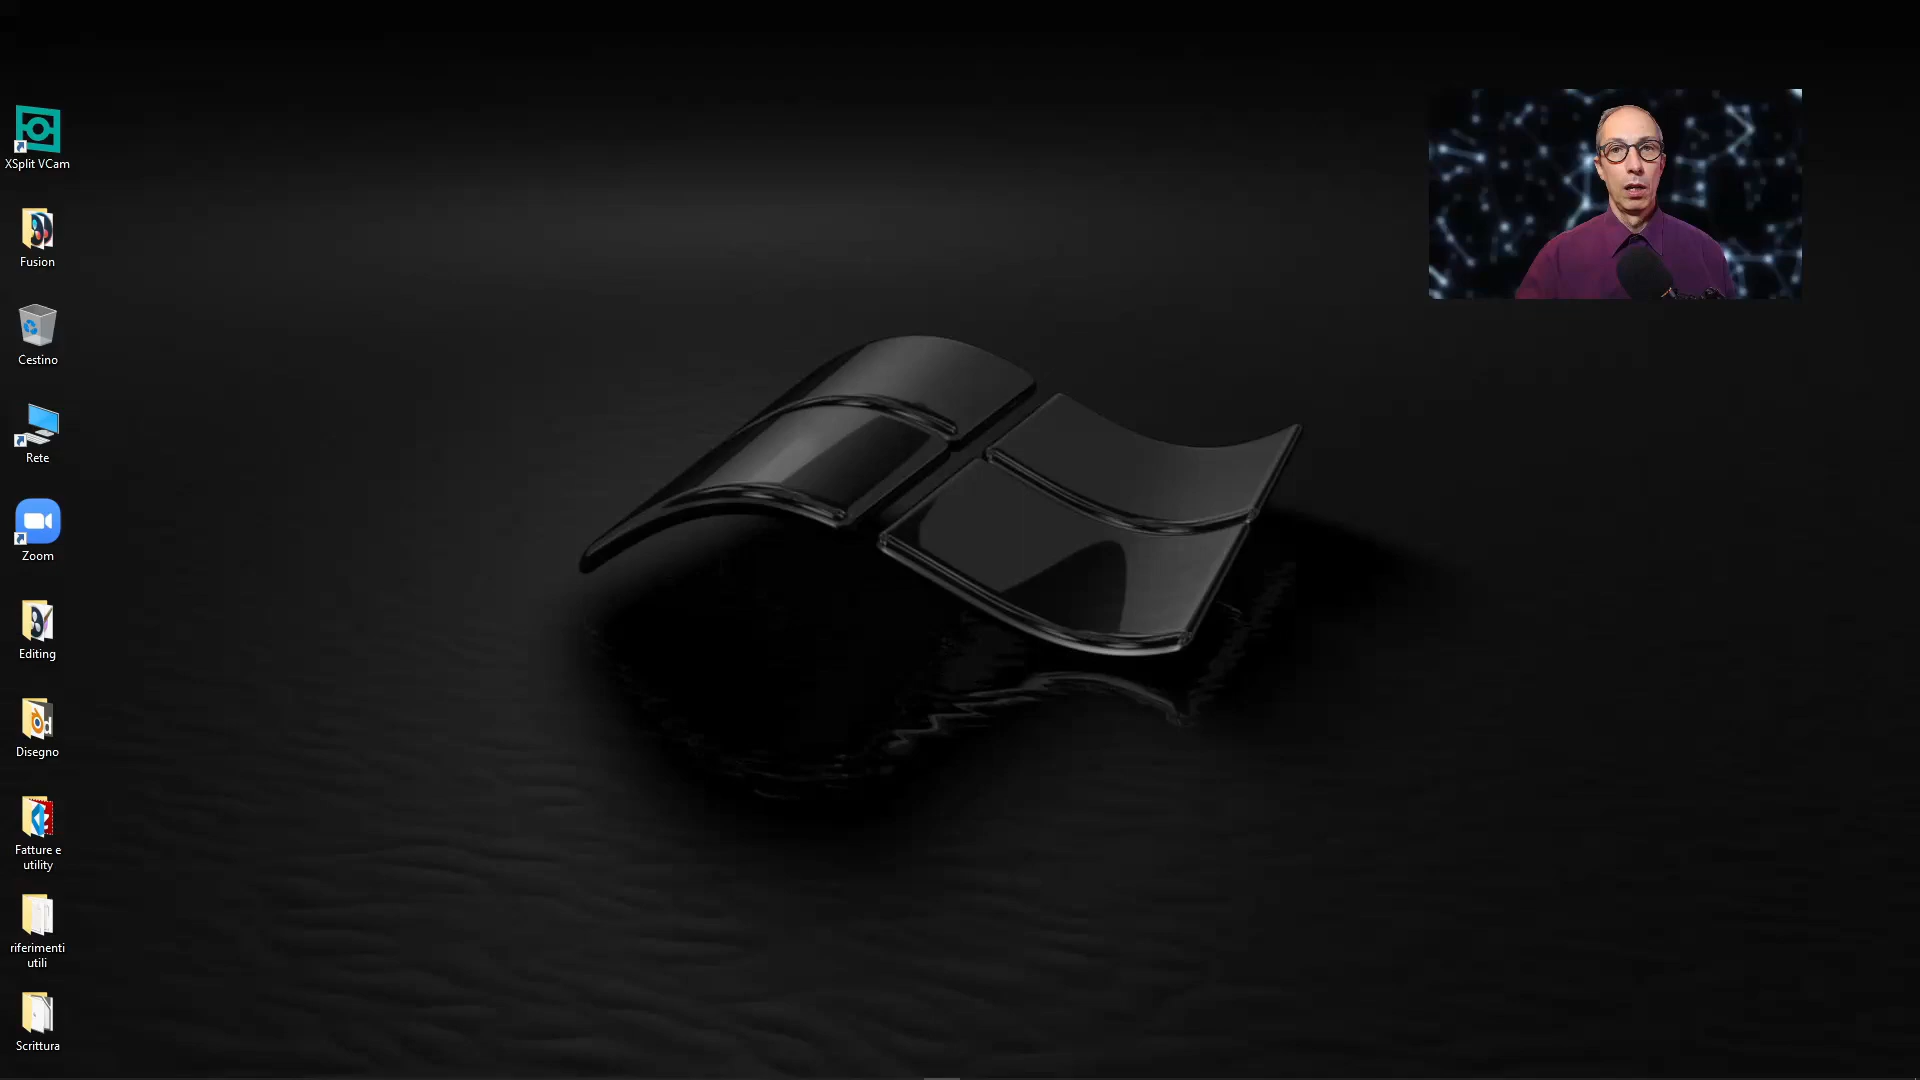 XSplit VCam
Fusion
Cestino
Rete
Zoom
Editing
Disegno
Fatture e
utility
riferimenti
utili
Scrittura